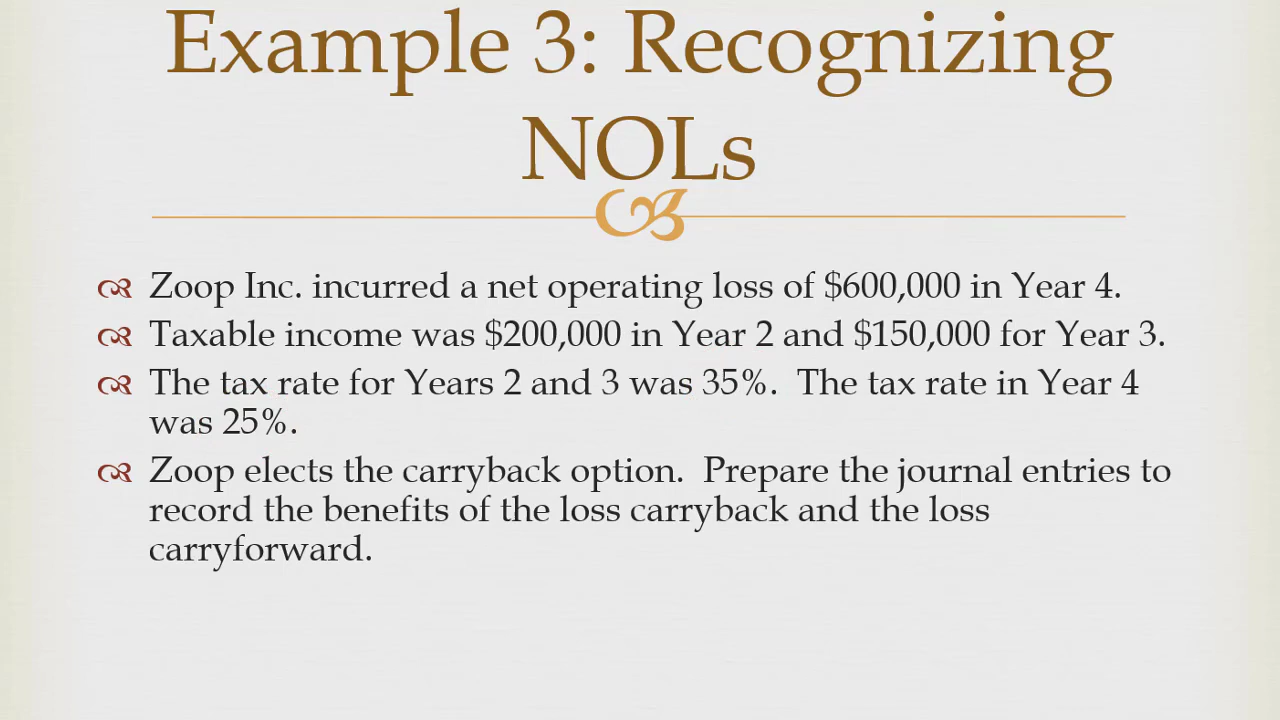 Example 3: Recognizing
NOLs
Zoop Inc. incurred a net operating loss of $600,000 in Year 4.
Taxable income was $200,000 in Year 2 and $150,000 for Year 3.
The tax rate for Years 2 and 3 was 35%.  The tax rate in Year 4
was 25%.
Zoop elects the carryback option.  Prepare the journal entries to
record the benefits of the loss carryback and the loss
carryforward.